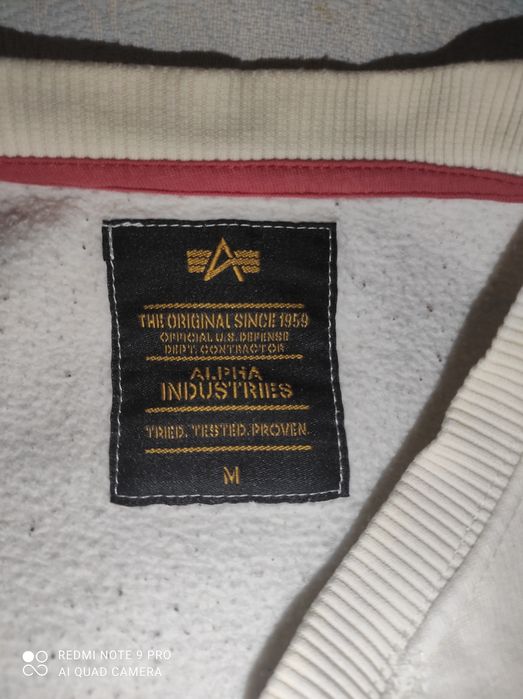 THE ORIGINAL SINCE 1959
OFFICIAL U.S. DEFENSE
DEPT. CONTRACTOR
ALPHA
INDUSTRIES
TRIED. TESTED. PROVEN
M
REDMI NOTE 9 PRO
AI QUAD CAMERA